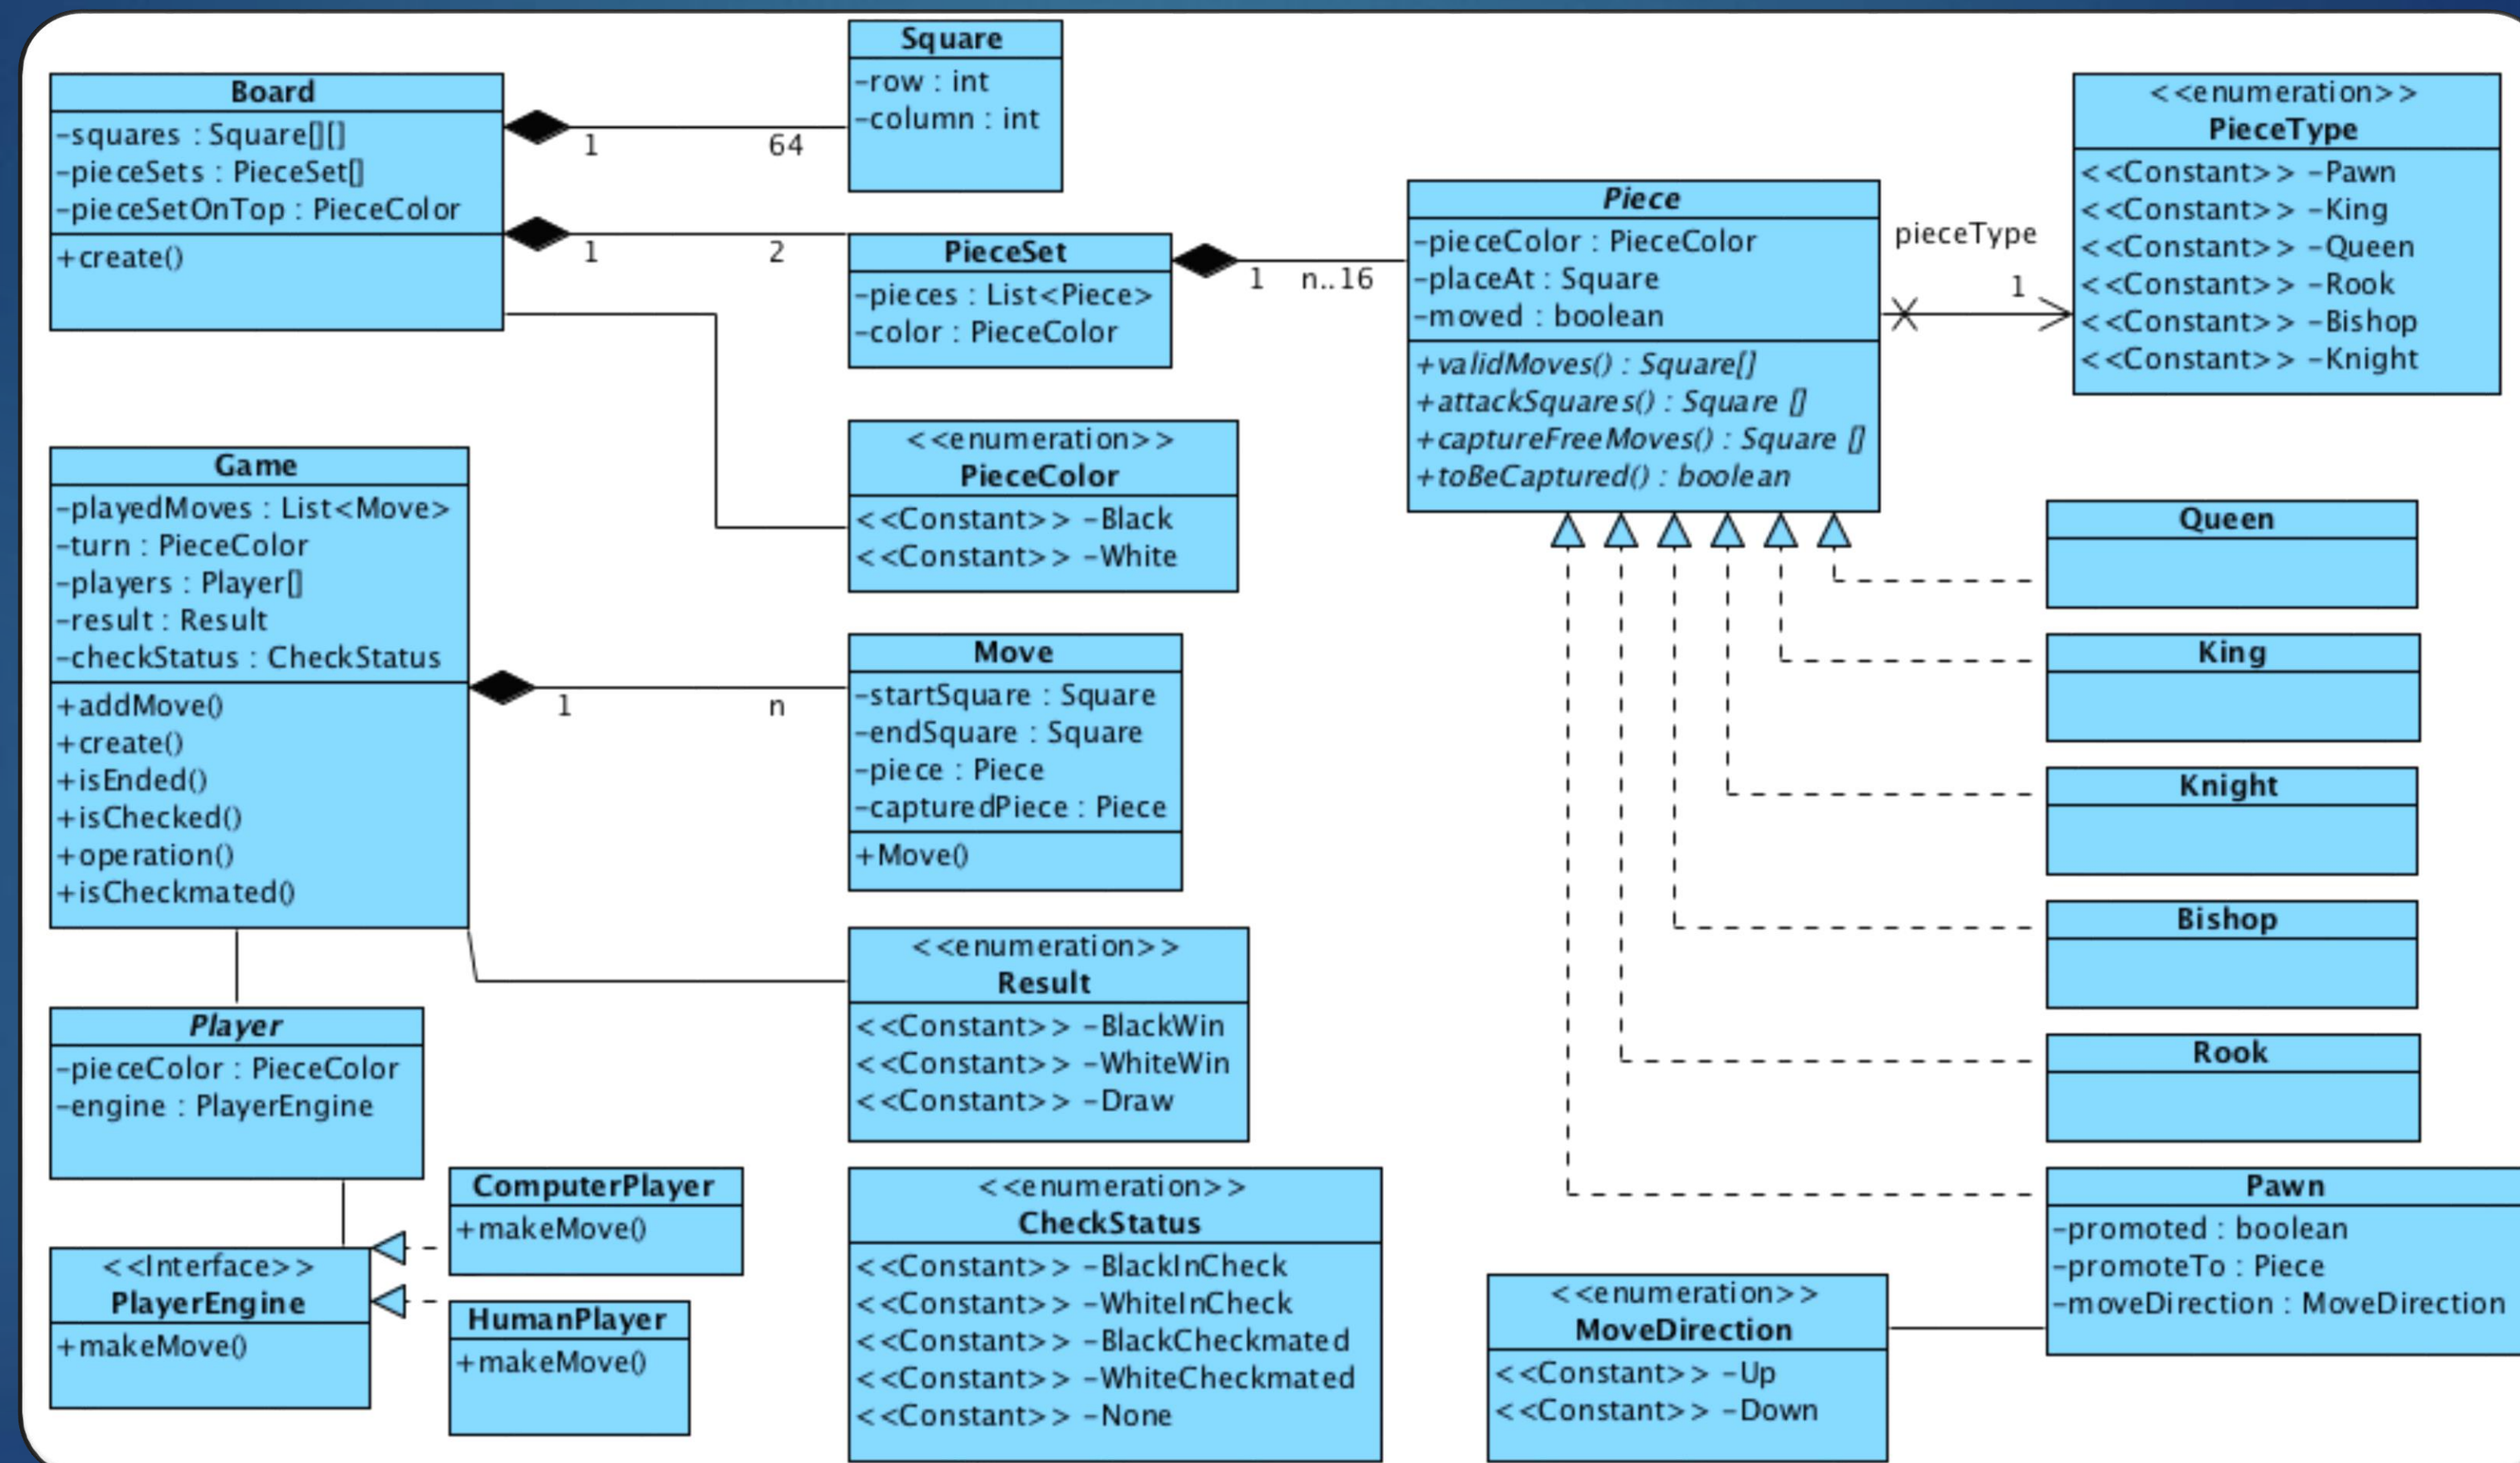 Board
-squares : Square[][]
-pieceSets : PieceSet[]
-pieceSetOnTop : PieceColor
+create()
1
64
1
2
Square
-row : int
-column : int
PieceSet
-pieces : List<Piece>
-color : PieceColor
1
n..16
<<enumeration>>
PieceColor
<<Constant>> -Black
<<Constant>> -White
Piece
-pieceColor : PieceColor
-placeAt : Square
-moved : boolean
+validMoves() : Square[]
+attackSquares() : Square []
+captureFreeMoves() : Square []
+toBeCaptured() : boolean
pieceType
1
<<enumeration>>
PieceType
<<Constant>> -Pawn
<<Constant>> -King
<<Constant>> -Queen
<<Constant>> -Rook
<<Constant>> -Bishop
<<Constant>> -Knight
Game
-playedMoves : List<Move>
-turn : PieceColor
-players : Player[]
-result : Result
-checkStatus : CheckStatus
+addMove()
+create()
+isEnded()
+isChecked()
+operation()
+isCheckmated()
1
n
Move
-startSquare : Square
-endSquare : Square
-piece : Piece
-capturedPiece : Piece
+Move()
<<enumeration>>
Result
<<Constant>> -BlackWin
<<Constant>> -WhiteWin
<<Constant>> -Draw
Player
-pieceColor : PieceColor
-engine : PlayerEngine
<<Interface>>
PlayerEngine
+makeMove()
ComputerPlayer
+makeMove()
HumanPlayer
+makeMove()
<<enumeration>>
CheckStatus
<<Constant>> -BlackInCheck
<<Constant>> -WhiteInCheck
<<Constant>> -BlackCheckmated
<<Constant>> -WhiteCheckmated
<<Constant>> -None
Queen
King
Knight
Bishop
Rook
Pawn
-promoted : boolean
-promoteTo : Piece
-moveDirection : MoveDirection
<<enumeration>>
MoveDirection
<<Constant>> -Up
<<Constant>> -Down